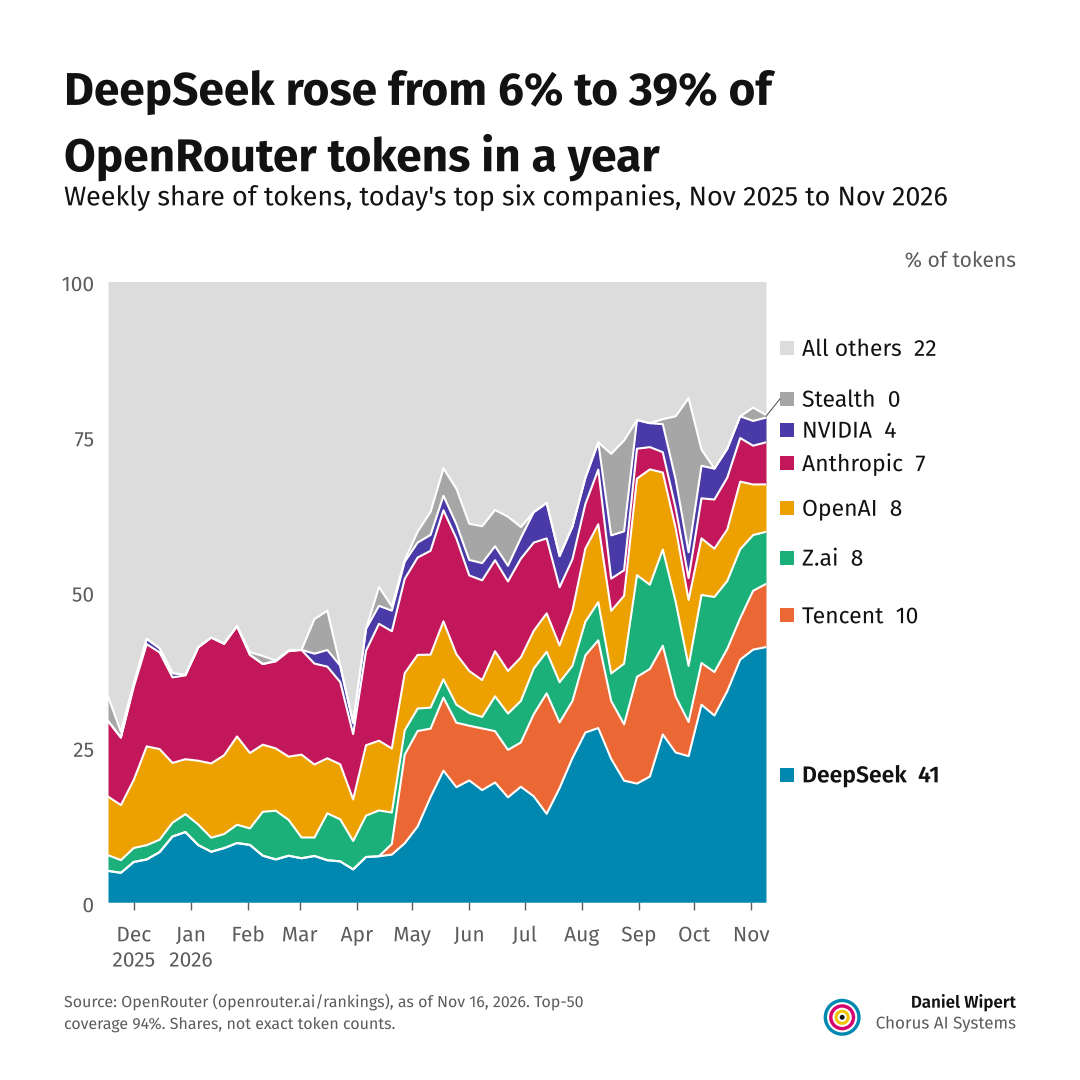 DeepSeek rose from 6% to 39% of
OpenRouter tokens in a year
Weekly share of tokens, today's top six companies, Nov 2025 to Nov 2026
% of tokens
100
75
50
25
0
All others 22
Stealth 0
NVIDIA 4
Anthropic 7
OpenAI 8
Z.ai 8
Tencent 10
DeepSeek 41
Dec Jan Feb Mar Apr May Jun Jul Aug Sep Oct Nov
2025 2026
Source: OpenRouter (openrouter.ai/rankings), as of Nov 16, 2026. Top-50
coverage 94%. Shares, not exact token counts.
Daniel Wipert
Chorus AI Systems